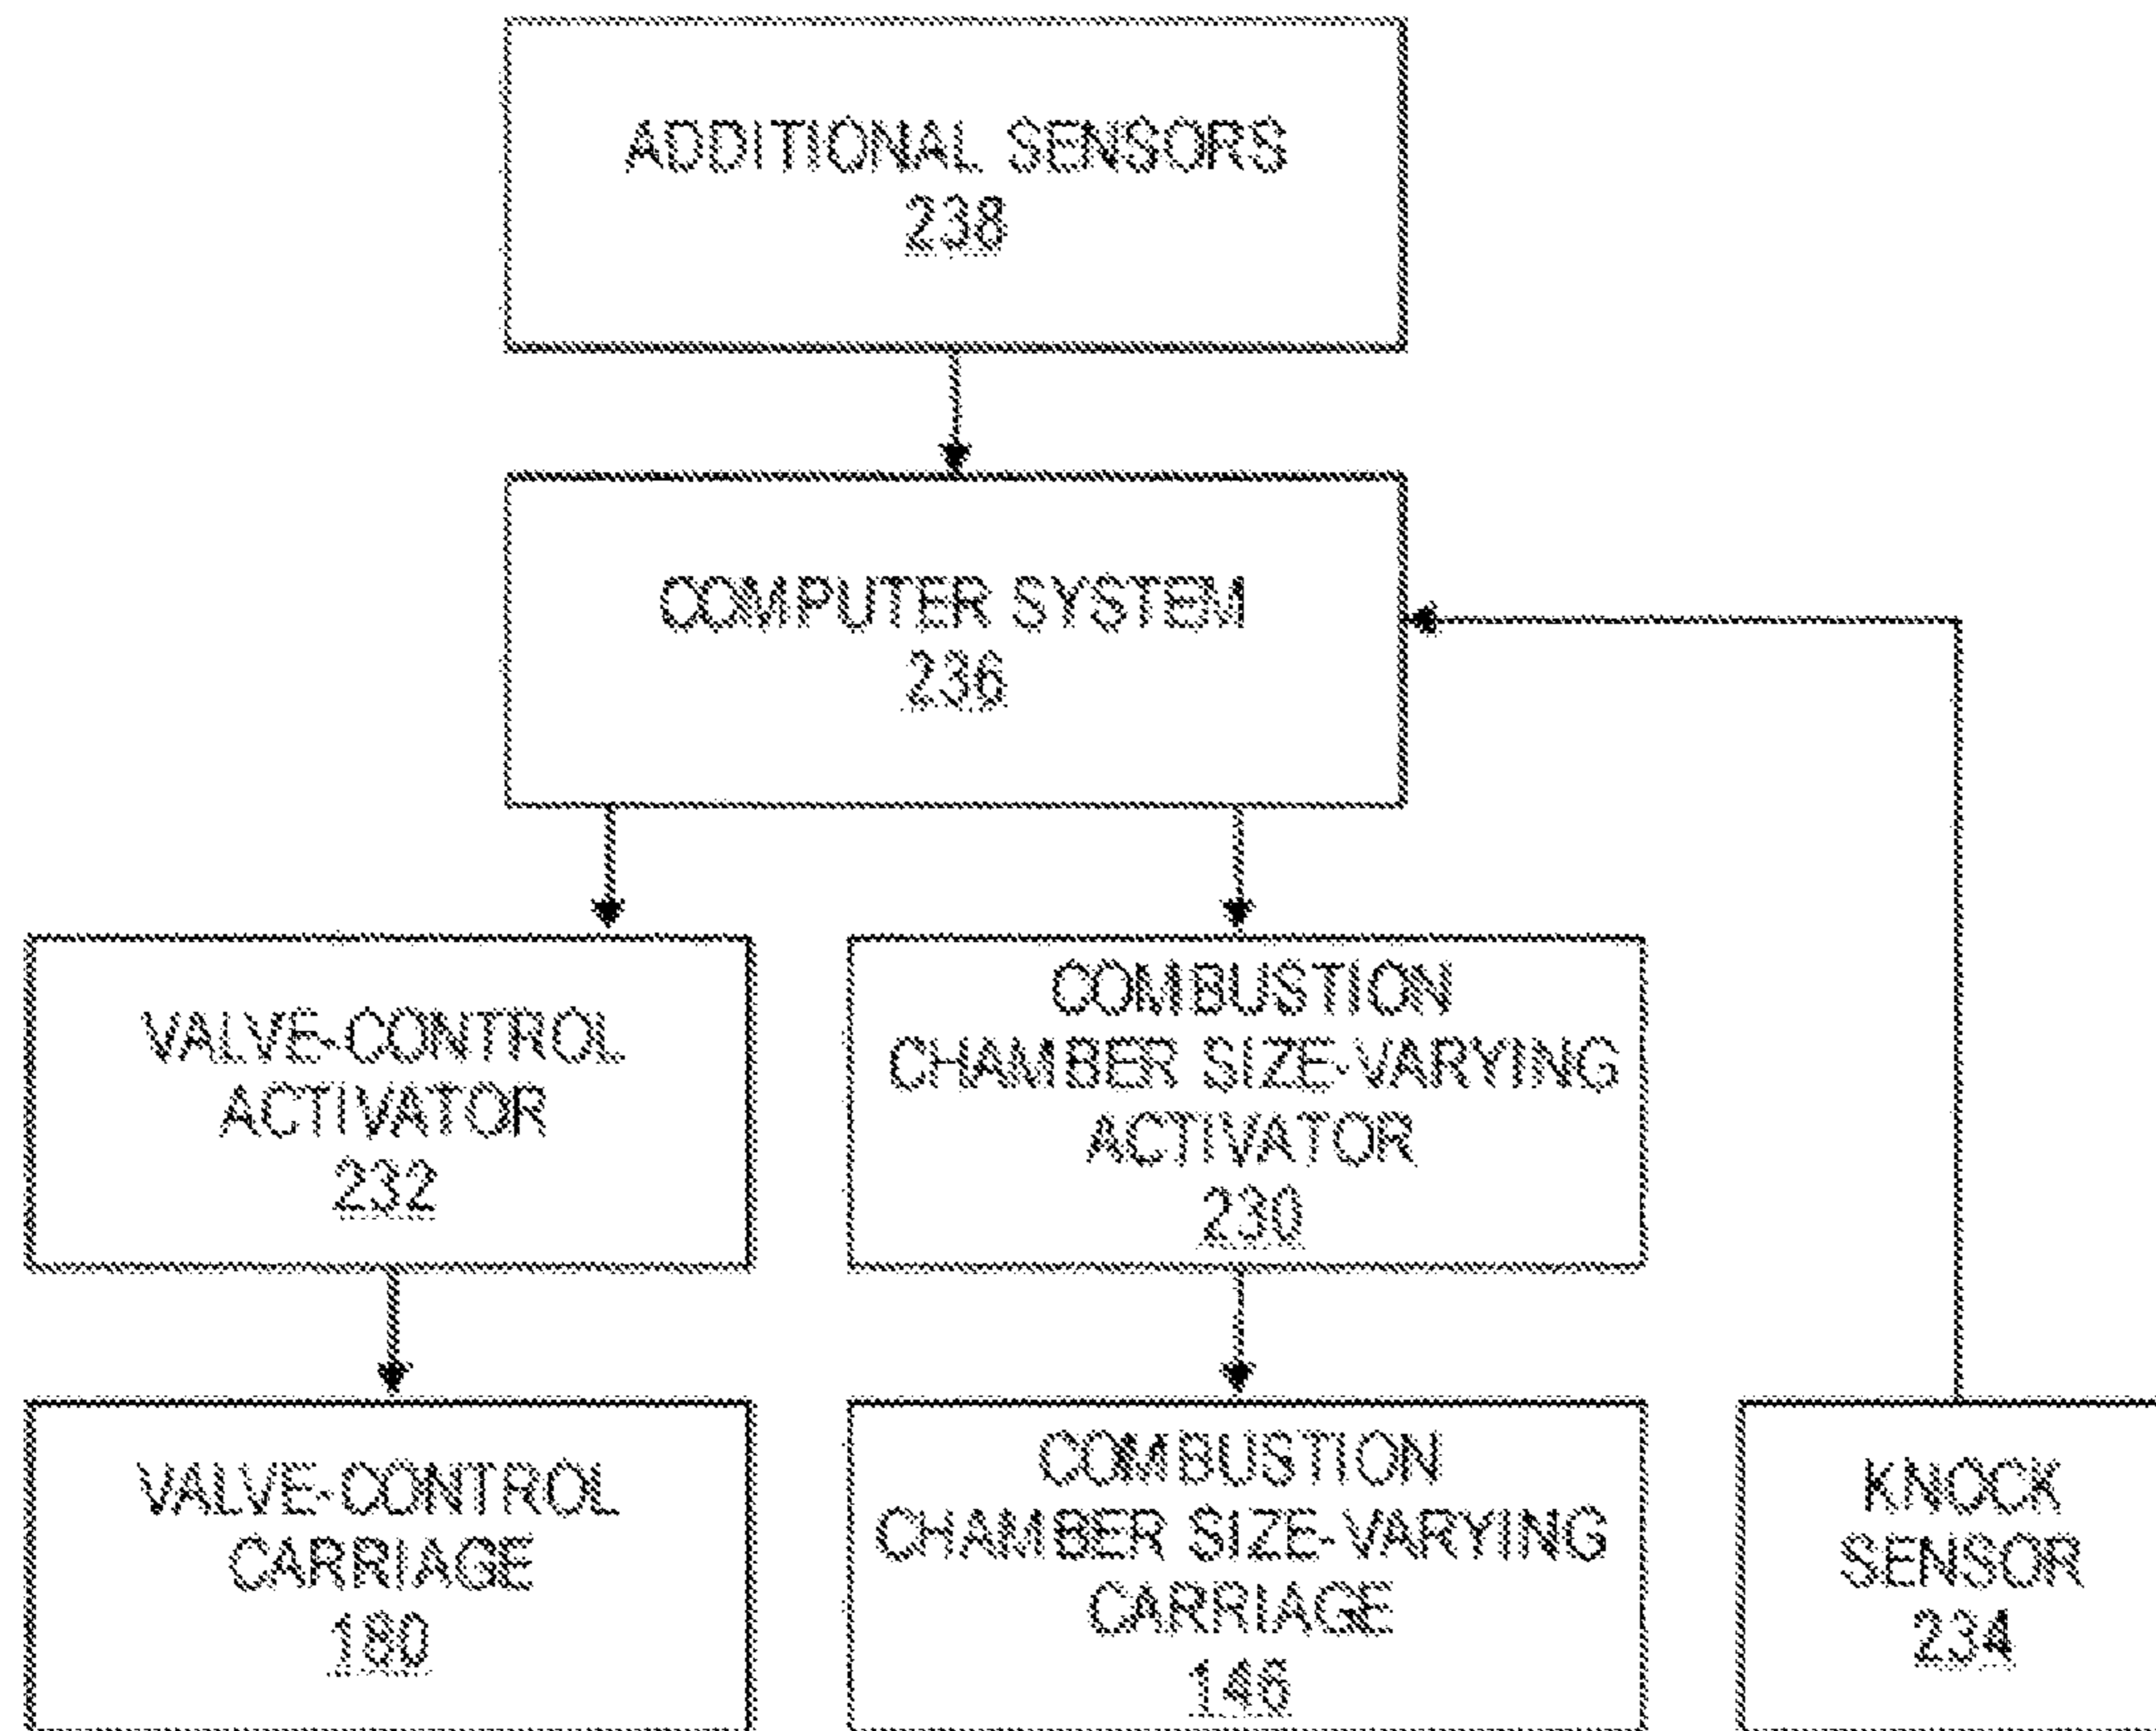 ADDITIONAL SENSORS
238
COMPUTER SYSTEM
236
VALVE-CONTROL
ACTIVATOR
232
COMBUSTION
CHAMBER SIZE-VARYING
ACTIVATOR
230
VALVE-CONTROL
CARRIAGE
180
COMBUSTION
CHAMBER SIZE-VARYING
CARRIAGE
146
KNOCK
SENSOR
234